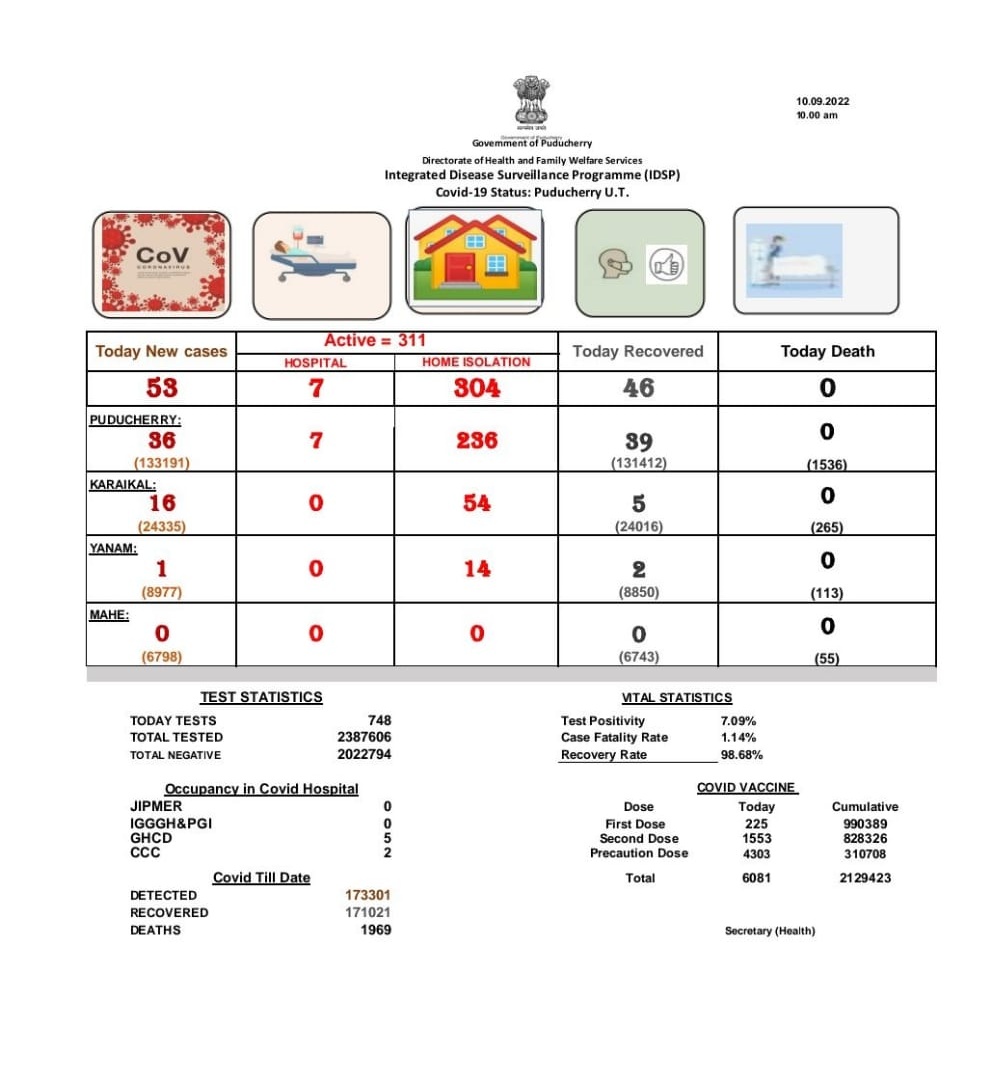 10.09.2022
10.00 am
सत्यमेव जयते
Government of Puducherry
Government of Puducherry
Directorate of Health and Family Welfare Services
Integrated Disease Surveillance Programme (IDSP)
Covid-19 Status: Puducherry U.T.
CoV
CORONAVIRUS
Today New cases
Active = 311
HOSPITAL HOME ISOLATION
Today Recovered
Today Death
53 7 304 46 0
PUDUCHERRY:
36 7 236 39 0
(133191) (131412) (1536)
KARAIKAL:
16 0 54 5 0
(24335) (24016) (265)
YANAM:
1 0 14 2 0
(8977) (8850) (113)
MAHE:
0 0 0 0 0
(6798) (6743) (55)
TEST STATISTICS
TODAY TESTS 748
TOTAL TESTED 2387606
TOTAL NEGATIVE 2022794
VITAL STATISTICS
Test Positivity 7.09%
Case Fatality Rate 1.14%
Recovery Rate 98.68%
Occupancy in Covid Hospital
JIPMER 0
IGGGH&PGI 0
GHCD 5
CCC 2
COVID VACCINE
Dose Today Cumulative
First Dose 225 990389
Second Dose 1553 828326
Precaution Dose 4303 310708
Total 6081 2129423
Covid Till Date
DETECTED 173301
RECOVERED 171021
DEATHS 1969
Secretary (Health)